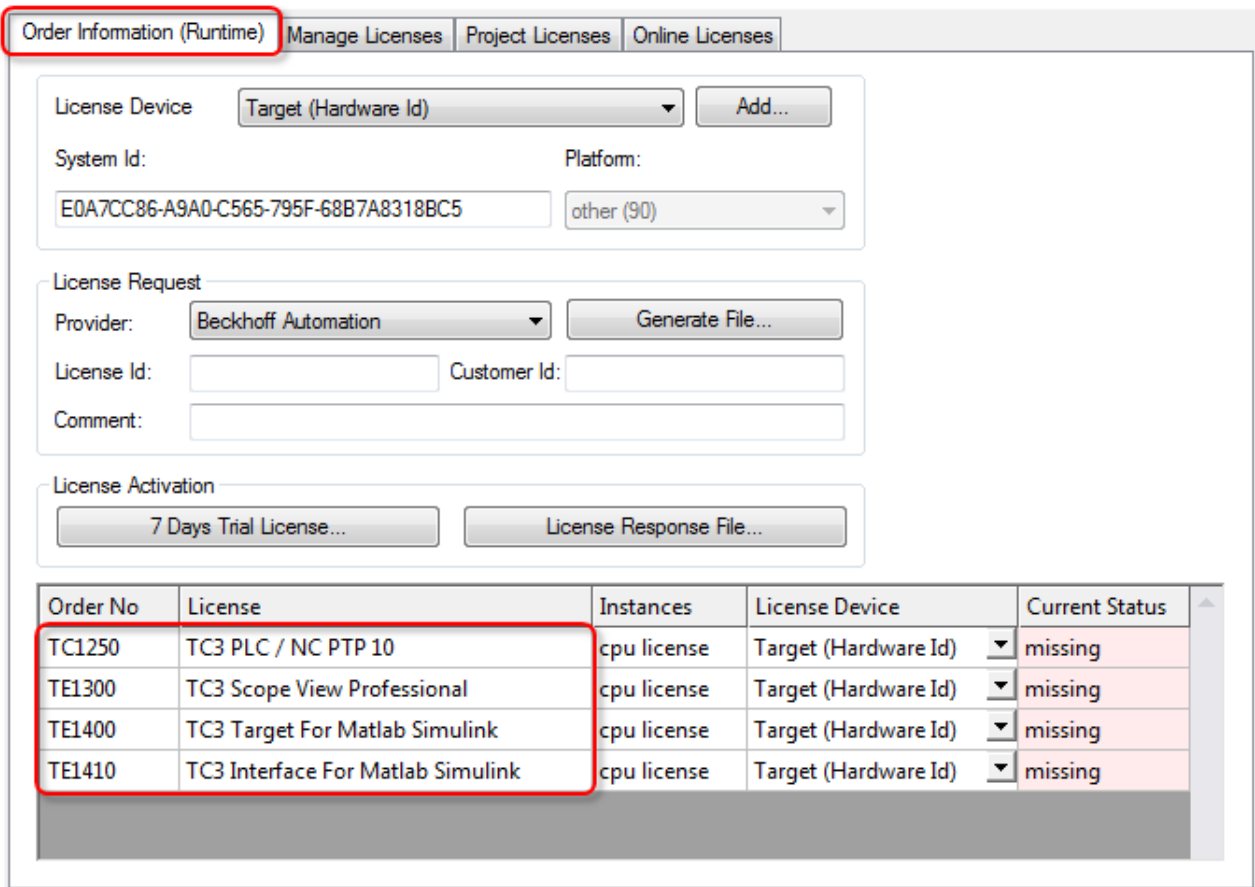 Order Information (Runtime) Manage Licenses Project Licenses Online Licenses
License Device Target (Hardware Id) Add...
System Id: Platform:
E0A7CC86-A9A0-C565-795F-68B7A8318BC5 other (90)
License Request
Provider: Beckhoff Automation Generate File...
License Id: Customer Id:
Comment:
License Activation
7 Days Trial License... License Response File...
Order No License Instances License Device Current Status
TC1250 TC3 PLC / NC PTP 10 cpu license Target (Hardware Id) missing
TE1300 TC3 Scope View Professional cpu license Target (Hardware Id) missing
TE1400 TC3 Target For Matlab Simulink cpu license Target (Hardware Id) missing
TE1410 TC3 Interface For Matlab Simulink cpu license Target (Hardware Id) missing